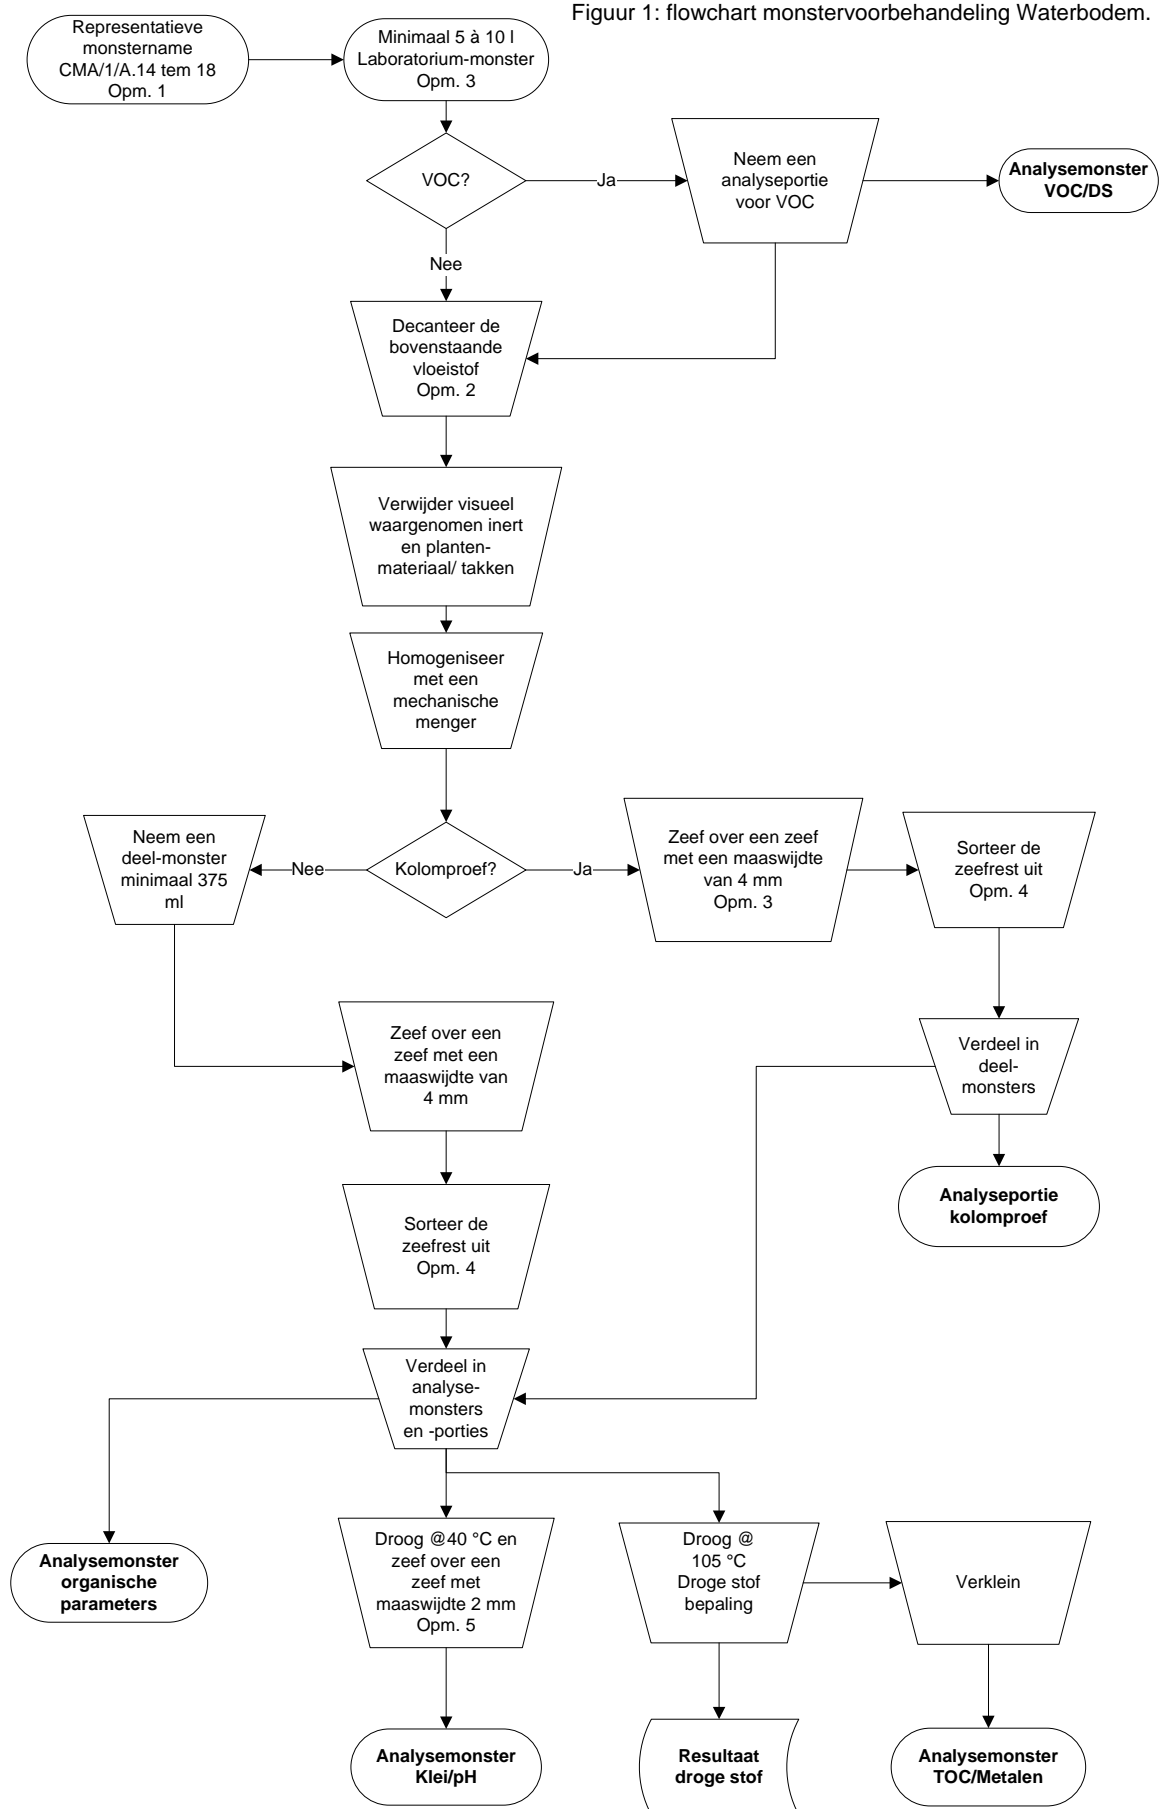 Figuur 1: flowchart monstervoorbehandeling Waterbodem.
Representatieve
monstername
CMA/1/A.14 tem 18
Opm. 1
Minimaal 5 à 10 l
Laboratorium-monster
Opm. 3
VOC?
Ja
Neem een
analyseportie
voor VOC
Analysemonster
VOC/DS
Nee
Decanteer de
bovenstaande
vloeistof
Opm. 2
Verwijder visueel
waargenomen inert
en planten-
materiaal/ takken
Homogeniseer
met een
mechanische
menger
Neem een
deel-monster
minimaal 375
ml
Nee
Kolomproef?
Ja
Zeef over een zeef
met een maaswijdte
van 4 mm
Opm. 3
Sorteer de
zeefrest uit
Opm. 4
Zeef over een
zeef met een
maaswijdte van
4 mm
Verdeel in
deel-
monsters
Analyseportie
kolomproef
Sorteer de
zeefrest uit
Opm. 4
Verdeel in
analyse-
monsters
en -porties
Analysemonster
organische
parameters
Droog @40 °C en
zeef over een
zeef met
maaswijdte 2 mm
Opm. 5
Droog @
105 °C
Droge stof
bepaling
Verklein
Analysemonster
Klei/pH
Resultaat
droge stof
Analysemonster
TOC/Metalen